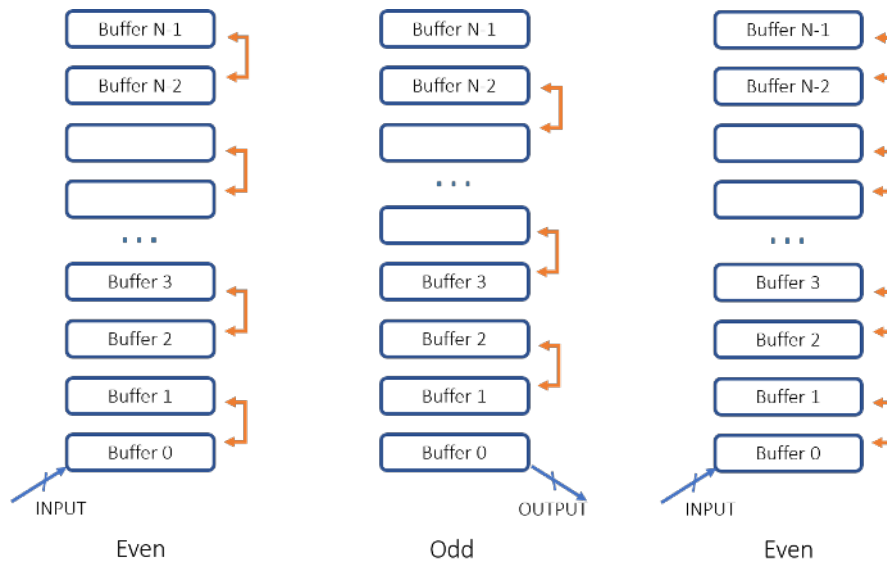 Buffer N-1
Buffer N-2
...
Buffer 3
Buffer 2
Buffer 1
Buffer 0
INPUT
Even
Buffer N-1
Buffer N-2
...
Buffer 3
Buffer 2
Buffer 1
Buffer 0
OUTPUT
Odd
Buffer N-1
Buffer N-2
...
Buffer 3
Buffer 2
Buffer 1
Buffer 0
INPUT
Even